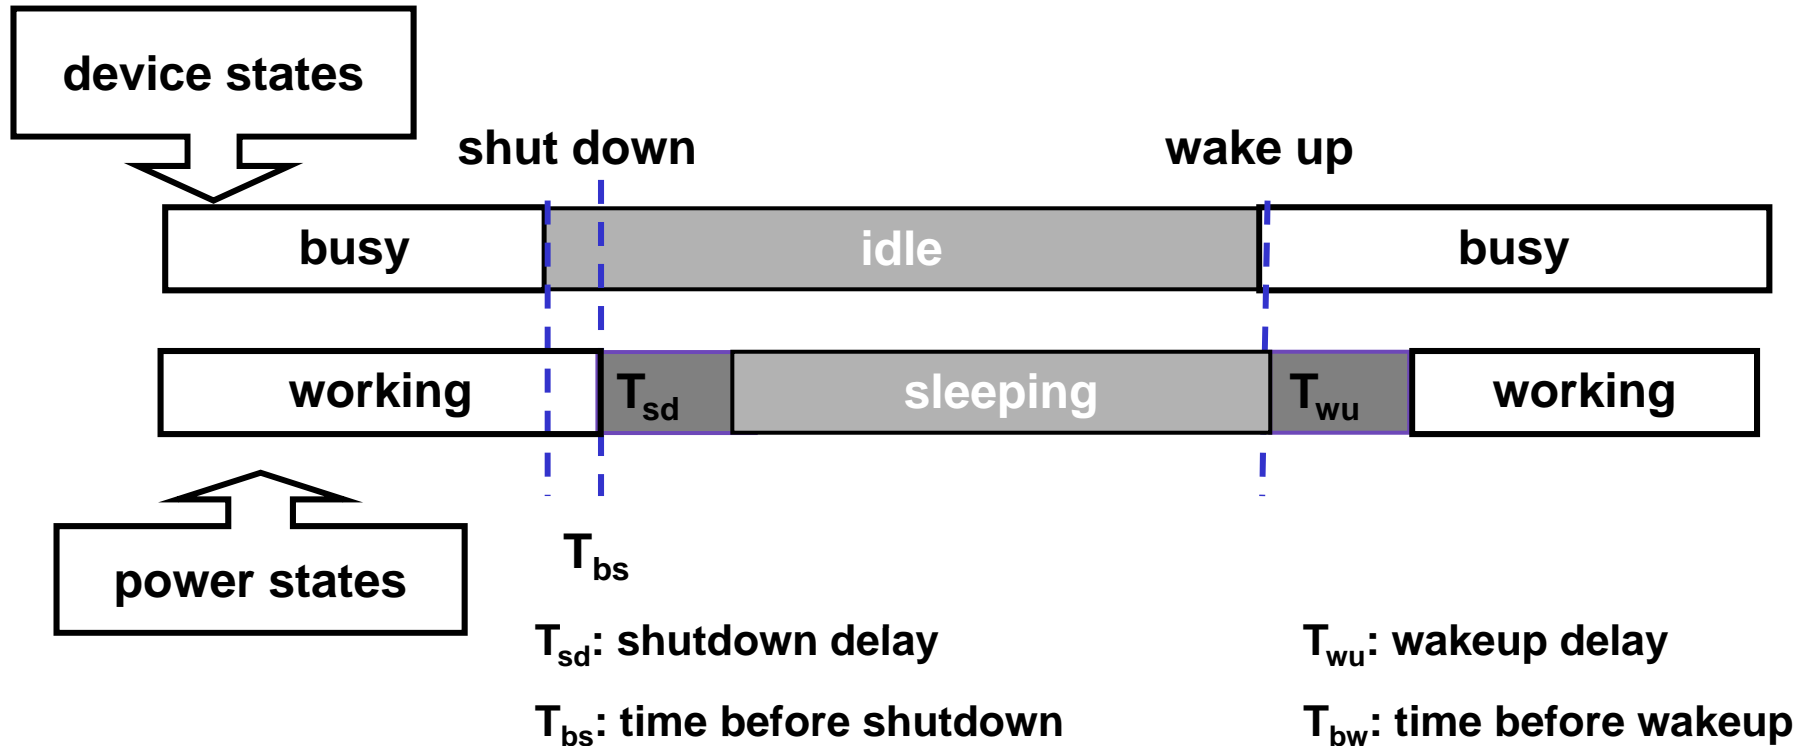 device states
shut down
wake up
busy
idle
busy
working
Tsd
sleeping
Twu
working
Tbs
power states
Tsd: shutdown delay
Twu: wakeup delay
Tbs: time before shutdown
Tbw: time before wakeup